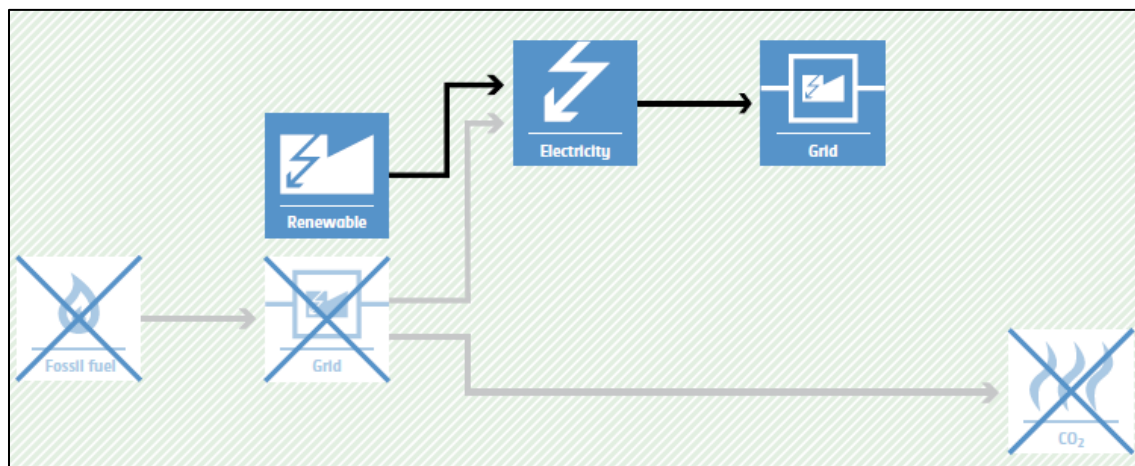 Electricity
Grid
Renewable
Fossil fuel
Grid
CO₂